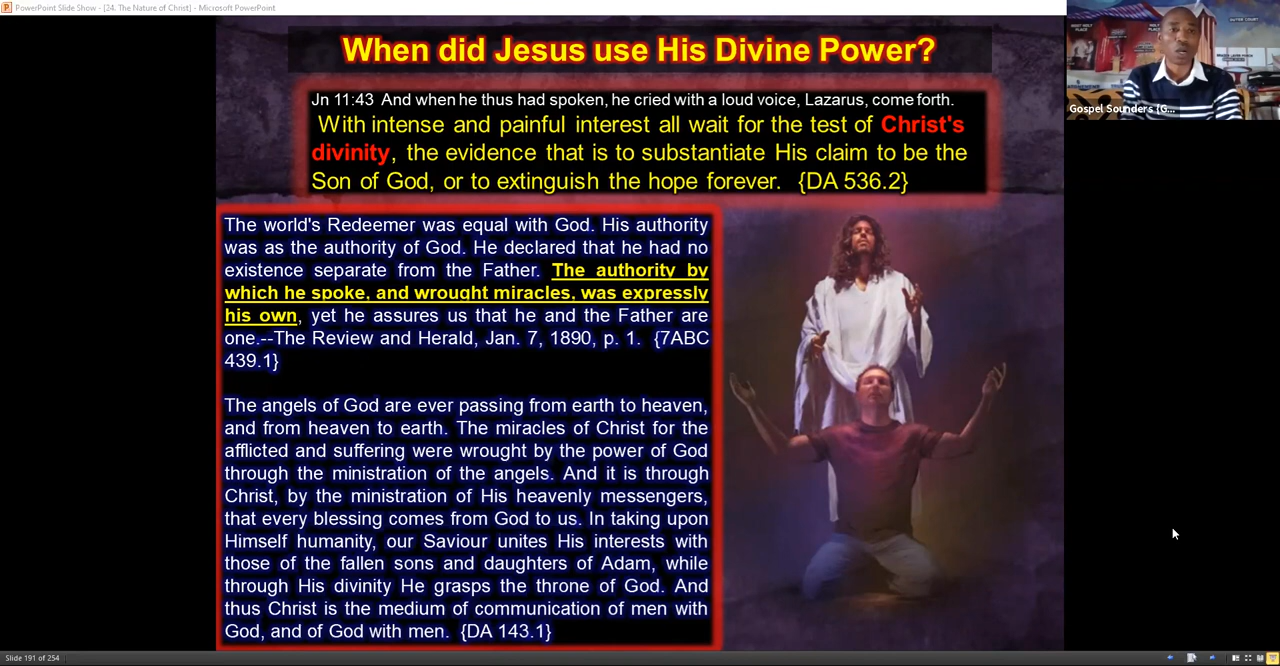 PowerPoint Slide Show - [24. The Nature of Christ] - Microsoft PowerPoint
When did Jesus use His Divine Power?
Jn 11:43 And when he thus had spoken, he cried with a loud voice, Lazarus, come forth.
With intense and painful interest all wait for the test of Christ's
divinity, the evidence that is to substantiate His claim to be the
Son of God, or to extinguish the hope forever. {DA 536.2}
The world's Redeemer was equal with God. His authority
was as the authority of God. He declared that he had no
existence separate from the Father. The authority by
which he spoke, and wrought miracles, was expressly
his own, yet he assures us that he and the Father are
one.--The Review and Herald, Jan. 7, 1890, p. 1. {7ABC
439.1}
The angels of God are ever passing from earth to heaven,
and from heaven to earth. The miracles of Christ for the
afflicted and suffering were wrought by the power of God
through the ministration of the angels. And it is through
Christ, by the ministration of His heavenly messengers,
that every blessing comes from God to us. In taking upon
Himself humanity, our Saviour unites His interests with
those of the fallen sons and daughters of Adam, while
through His divinity He grasps the throne of God. And
thus Christ is the medium of communication of men with
God, and of God with men. {DA 143.1}
OUTER COURT
Gospel Sounders (G...
Slide 191 of 254